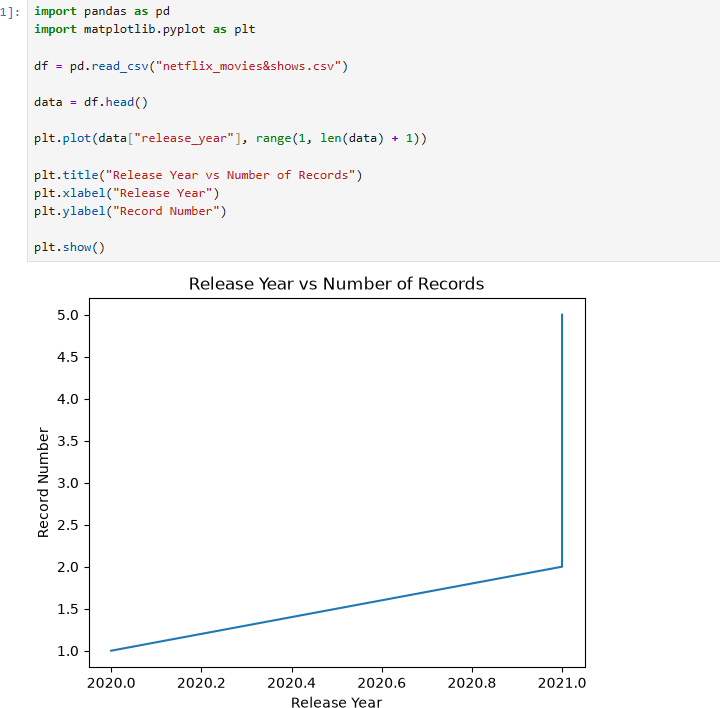 1]:
import pandas as pd
import matplotlib.pyplot as plt
df = pd.read_csv("netflix_movies&shows.csv")
data = df.head()
plt.plot(data["release_year"], range(1, len(data) + 1))
plt.title("Release Year vs Number of Records")
plt.xlabel("Release Year")
plt.ylabel("Record Number")
plt.show()
Release Year vs Number of Records
Record Number
5.0
4.5
4.0
3.5
3.0
2.5
2.0
1.5
1.0
2020.0 2020.2 2020.4 2020.6 2020.8 2021.0
Release Year